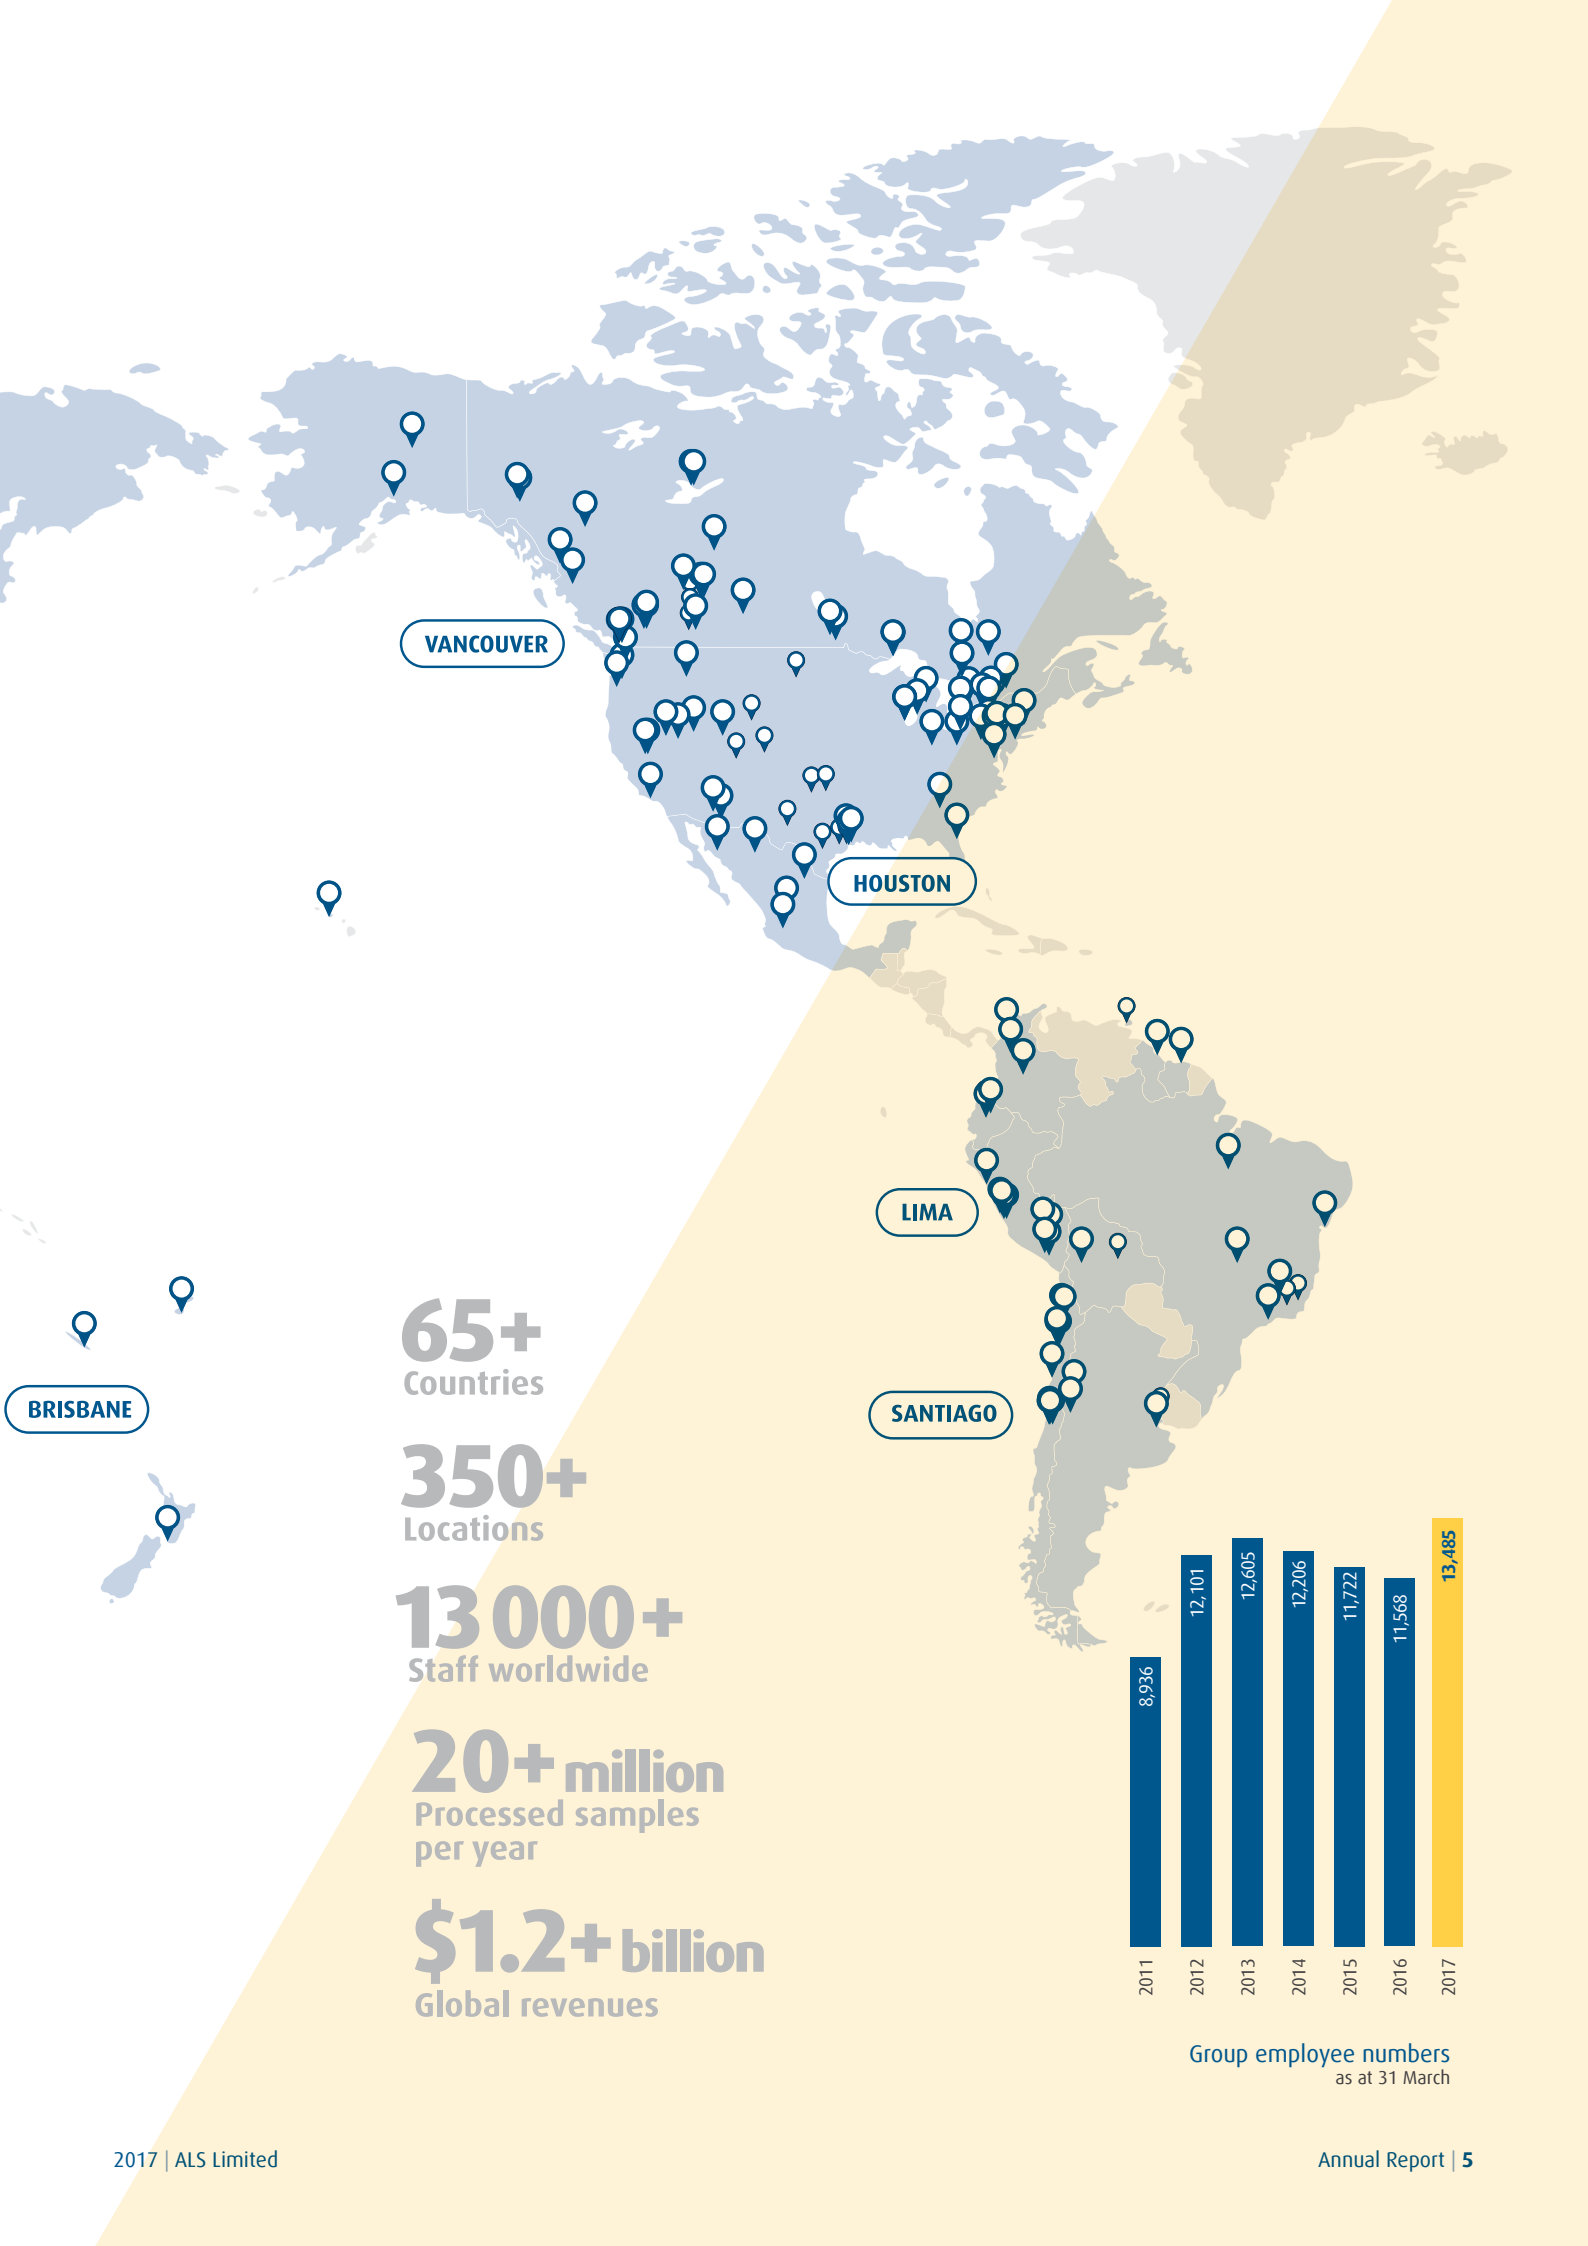 VANCOUVER
HOUSTON
LIMA
BRISBANE
SANTIAGO
65+
Countries
350+
Locations
13 000+
Staff worldwide
20+ million
Processed samples
per year
$1.2+ billion
Global revenues
8,936
12,101
12,605
12,206
11,722
11,568
13,485
2011
2012
2013
2014
2015
2016
2017
Group employee numbers
as at 31 March
2017 | ALS Limited
Annual Report | 5